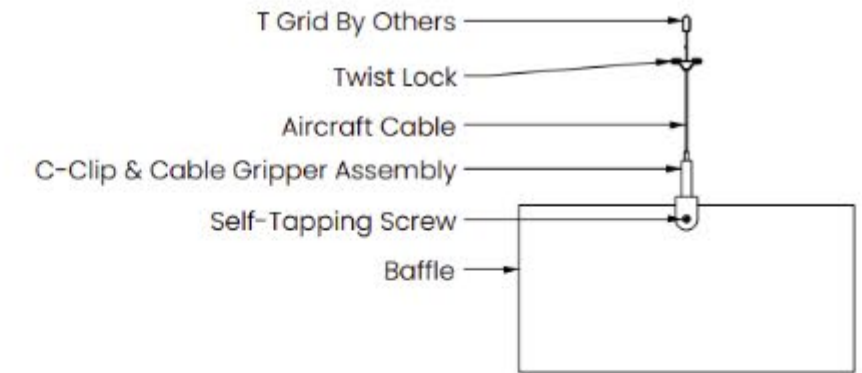 T Grid By Others
Twist Lock
Aircraft Cable
C-Clip & Cable Gripper Assembly
Self-Tapping Screw
Baffle